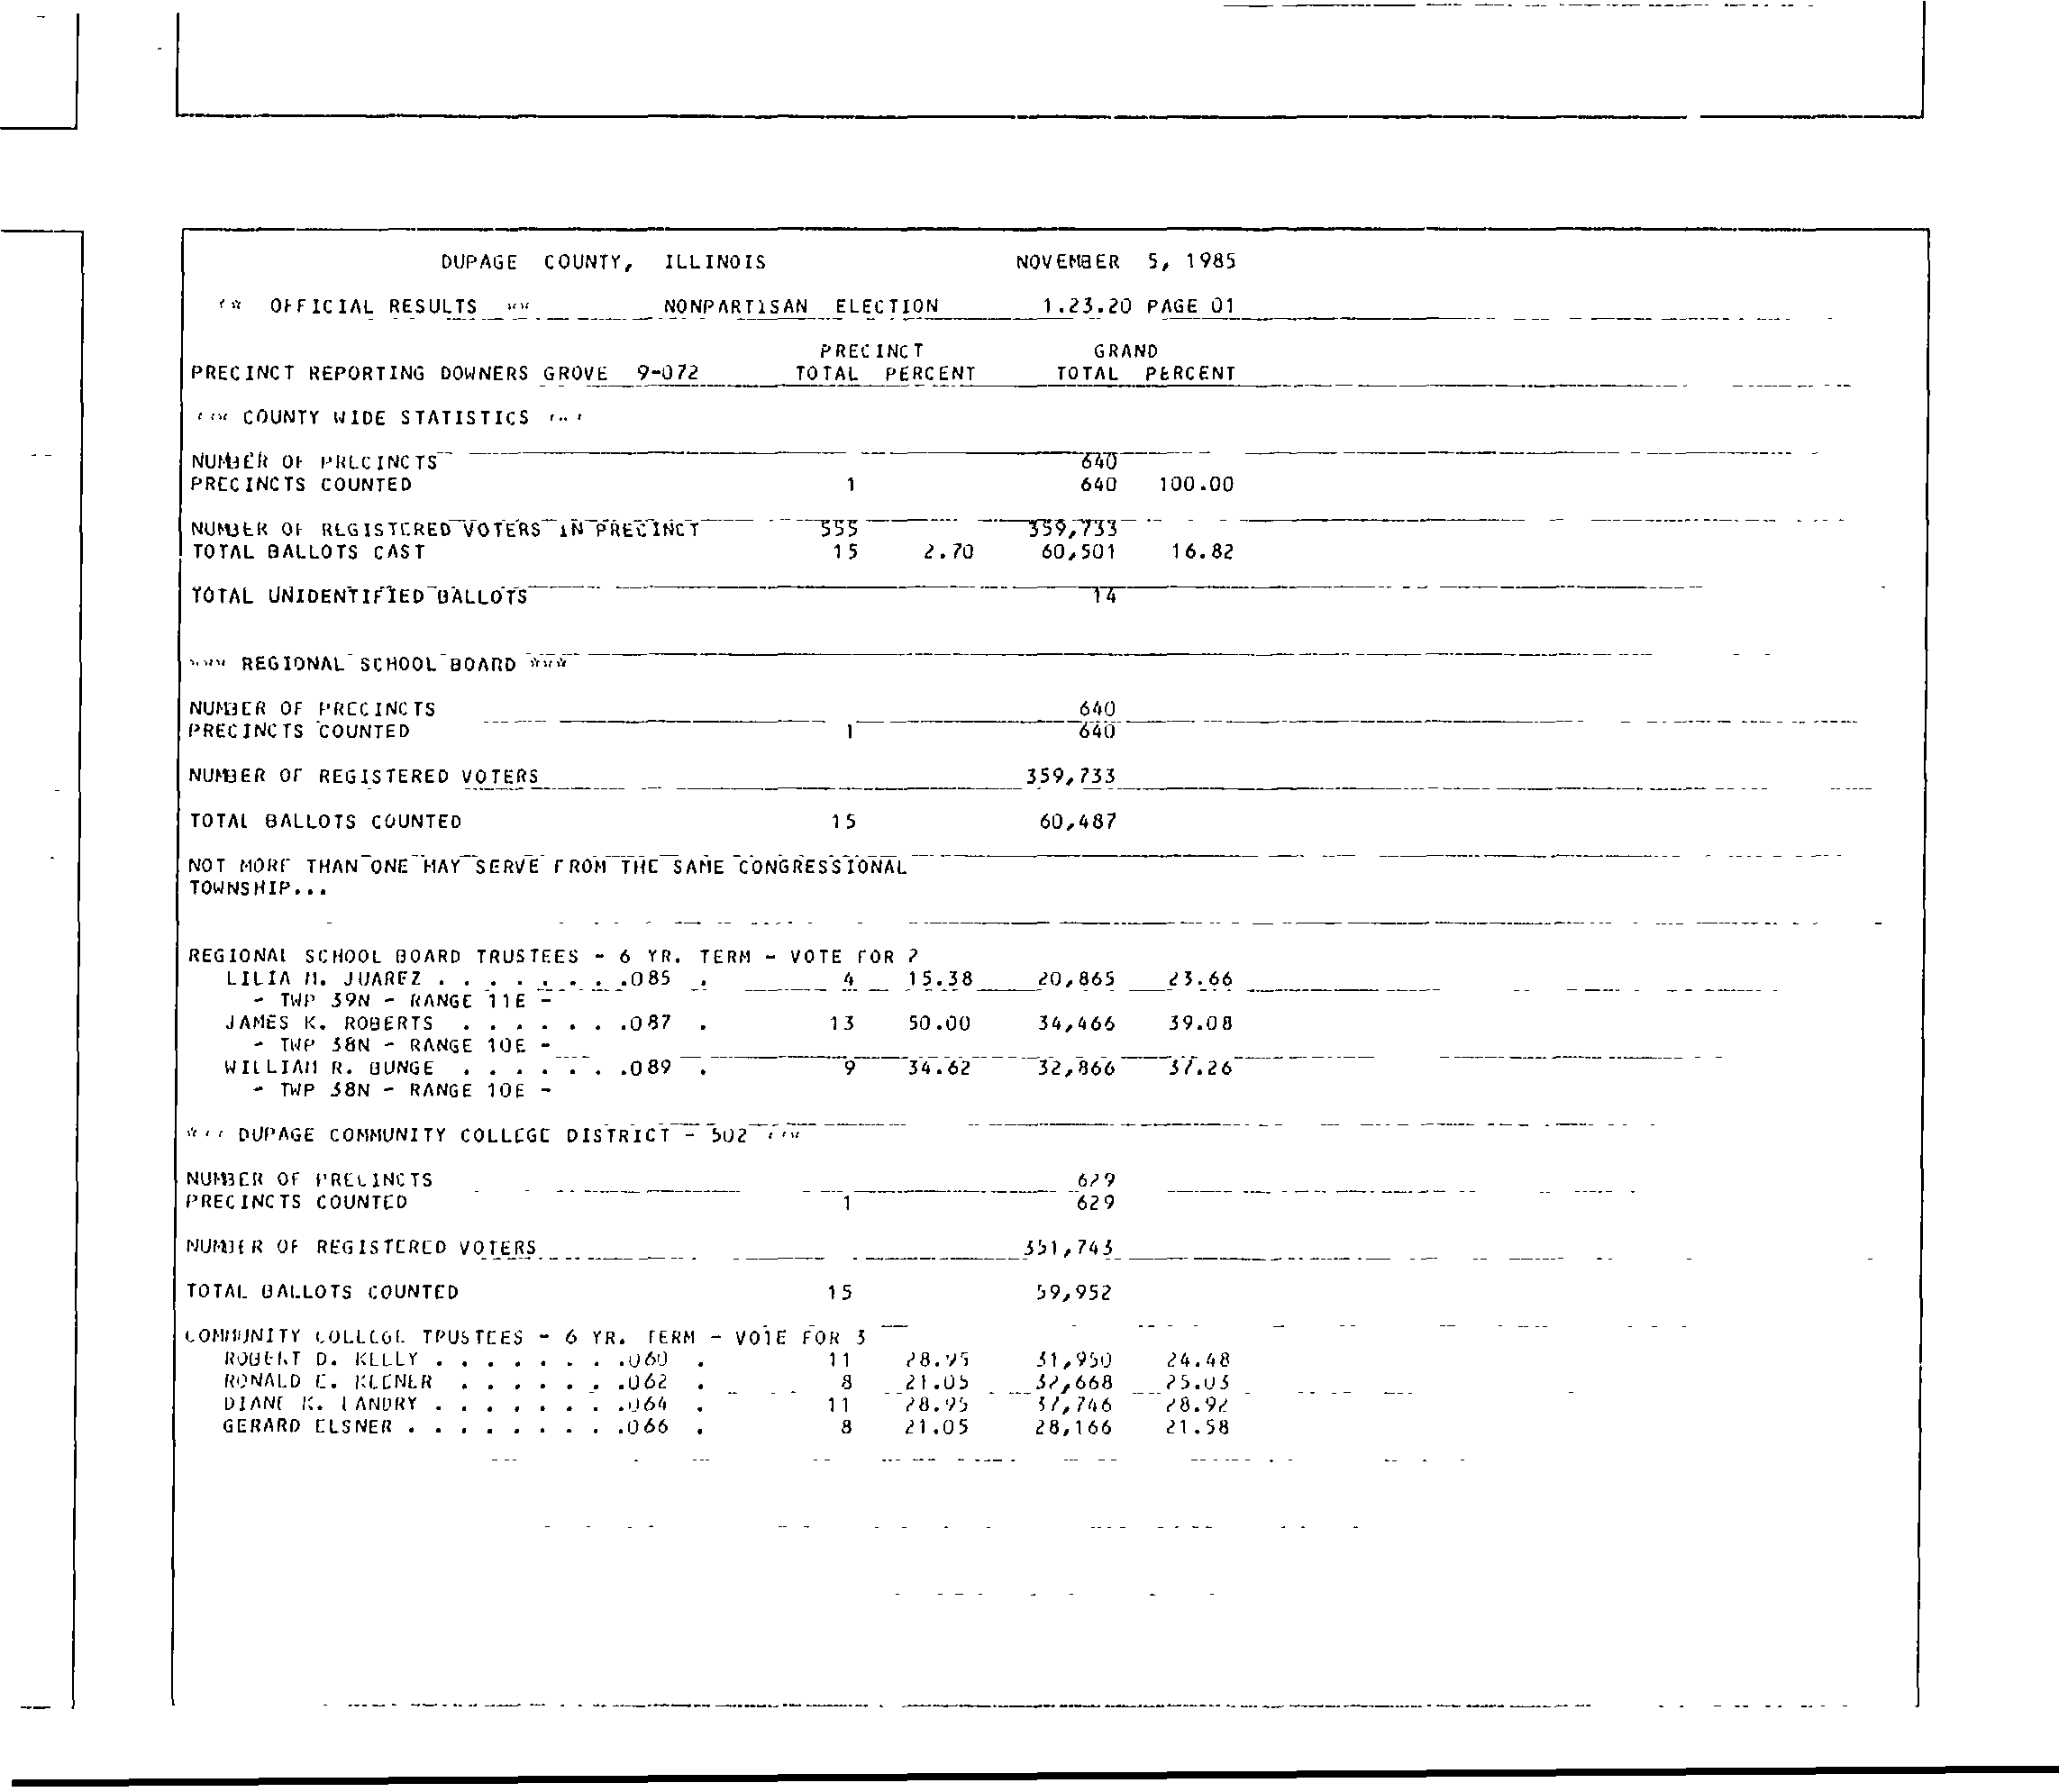 DUPAGE COUNTY, ILLINOIS NOVEMBER 5, 1985
** OFFICIAL RESULTS ** NONPARTISAN ELECTION 1.23.20 PAGE 01
PRECINCT GRAND
PRECINCT REPORTING DOWNERS GROVE 9-072 TOTAL PERCENT TOTAL PERCENT
*** COUNTY WIDE STATISTICS ***
NUMBER OF PRECINCTS 640
PRECINCTS COUNTED 1 640 100.00
NUMBER OF REGISTERED VOTERS IN PRECINCT 555 359,733
TOTAL BALLOTS CAST 15 2.70 60,501 16.82
TOTAL UNIDENTIFIED BALLOTS 14
*** REGIONAL SCHOOL BOARD ***
NUMBER OF PRECINCTS 640
PRECINCTS COUNTED 1 640
NUMBER OF REGISTERED VOTERS 359,733
TOTAL BALLOTS COUNTED 15 60,487
NOT MORE THAN ONE MAY SERVE FROM THE SAME CONGRESSIONAL
TOWNSHIP...
REGIONAL SCHOOL BOARD TRUSTEES - 6 YR. TERM - VOTE FOR 2
LILIA M. JUAREZ . . . . . . . .085 . 4 15.38 20,865 23.66
- TWP 39N - RANGE 11E -
JAMES K. ROBERTS . . . . . . .087 . 13 50.00 34,466 39.08
- TWP 38N - RANGE 10E -
WILLIAM R. BUNGE . . . . . . .089 . 9 34.62 32,866 37.26
- TWP 38N - RANGE 10E -
*** DUPAGE COMMUNITY COLLEGE DISTRICT - 502 ***
NUMBER OF PRECINCTS 629
PRECINCTS COUNTED 1 629
NUMBER OF REGISTERED VOTERS 351,743
TOTAL BALLOTS COUNTED 15 59,952
COMMUNITY COLLEGE TRUSTEES - 6 YR. TERM - VOTE FOR 3
ROBERT D. KELLY . . . . . . . .060 . 11 28.95 31,950 24.48
RONALD E. KEENER . . . . . . .062 . 8 21.05 32,668 25.03
DIANE K. LANDRY . . . . . . . .064 . 11 28.95 37,746 28.92
GERARD ELSNER . . . . . . . . .066 . 8 21.05 28,166 21.58